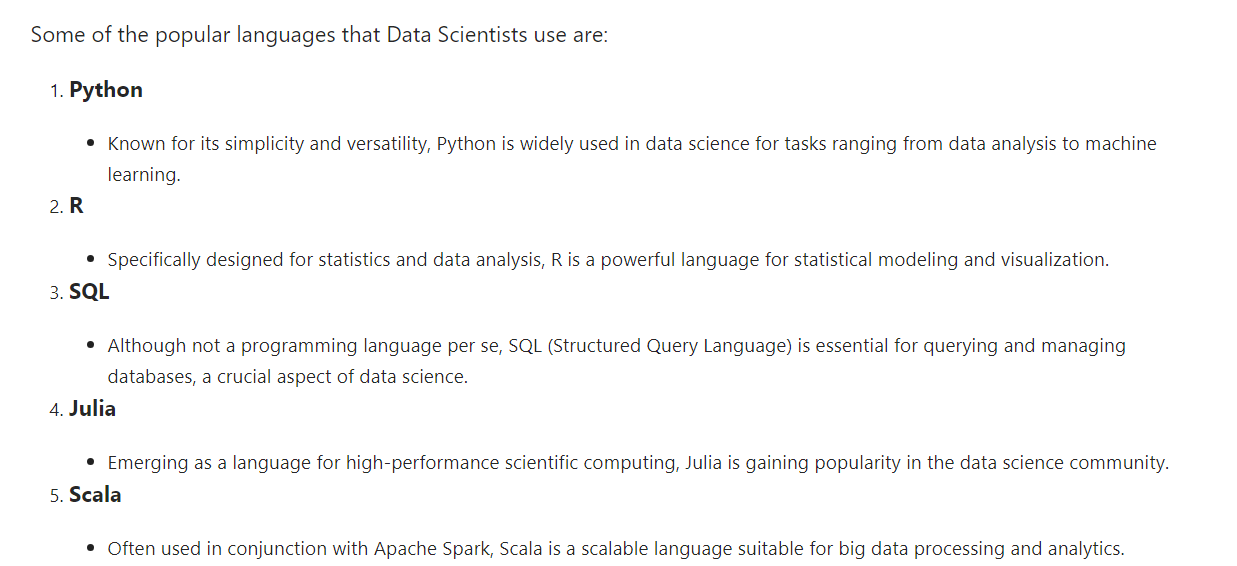 Some of the popular languages that Data Scientists use are:
1. Python
• Known for its simplicity and versatility, Python is widely used in data science for tasks ranging from data analysis to machine
learning.
2. R
• Specifically designed for statistics and data analysis, R is a powerful language for statistical modeling and visualization.
3. SQL
• Although not a programming language per se, SQL (Structured Query Language) is essential for querying and managing
databases, a crucial aspect of data science.
4. Julia
• Emerging as a language for high-performance scientific computing, Julia is gaining popularity in the data science community.
5. Scala
• Often used in conjunction with Apache Spark, Scala is a scalable language suitable for big data processing and analytics.